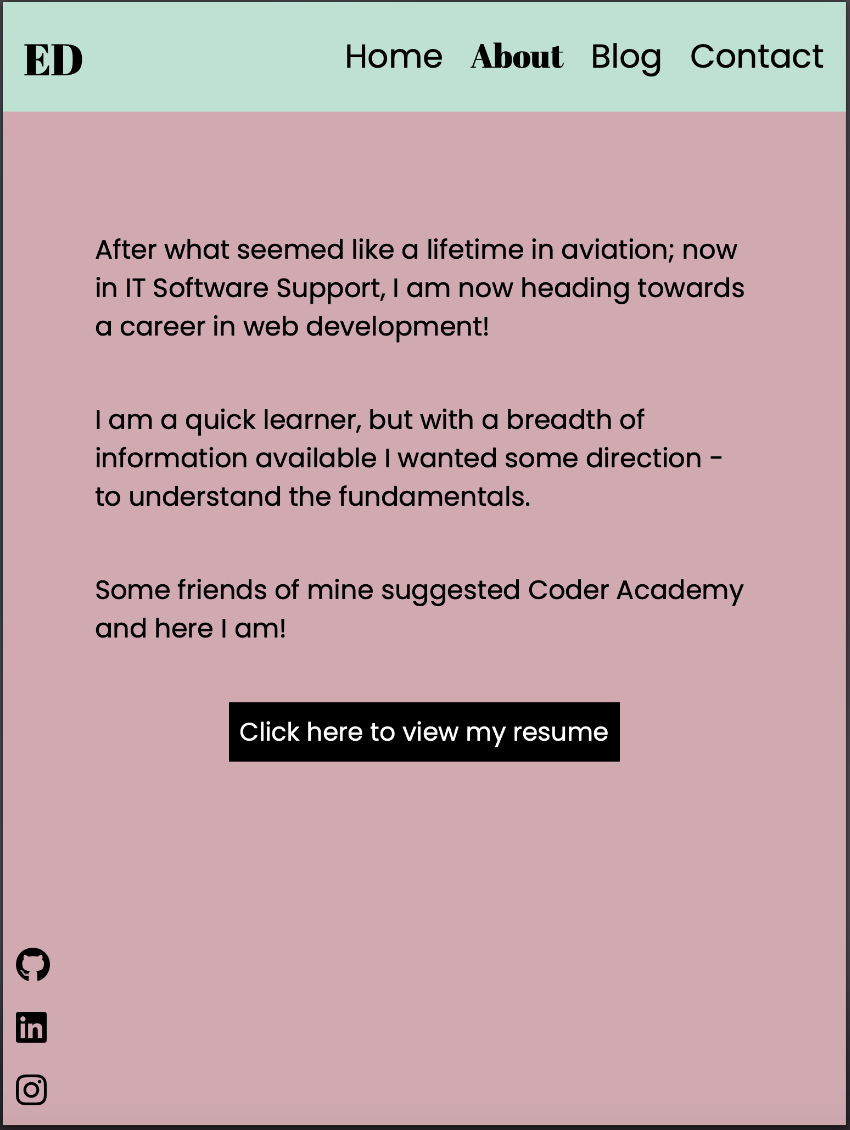 ED
Home About Blog Contact
After what seemed like a lifetime in aviation; now
in IT Software Support, I am now heading towards
a career in web development!
I am a quick learner, but with a breadth of
information available I wanted some direction -
to understand the fundamentals.
Some friends of mine suggested Coder Academy
and here I am!
Click here to view my resume
in